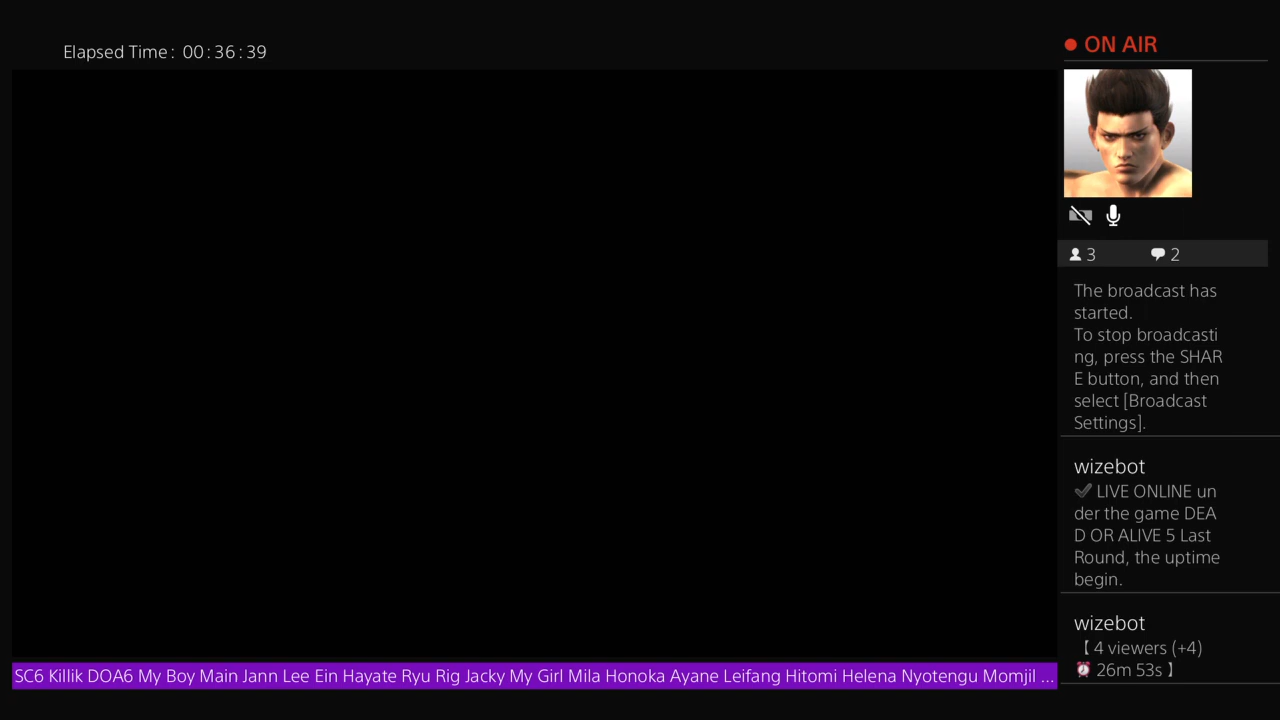 Elapsed Time: 00:36:39
ON AIR
3
2
The broadcast has
started.
To stop broadcasti
ng, press the SHAR
E button, and then
select [Broadcast
Settings].
wizebot
✔ LIVE ONLINE un
der the game DEA
D OR ALIVE 5 Last
Round, the uptime
begin.
wizebot
【 4 viewers (+4)
⏰ 26m 53s 】
SC6 Killik DOA6 My Boy Main Jann Lee Ein Hayate Ryu Rig Jacky My Girl Mila Honoka Ayane Leifang Hitomi Helena Nyotengu Momjil ...